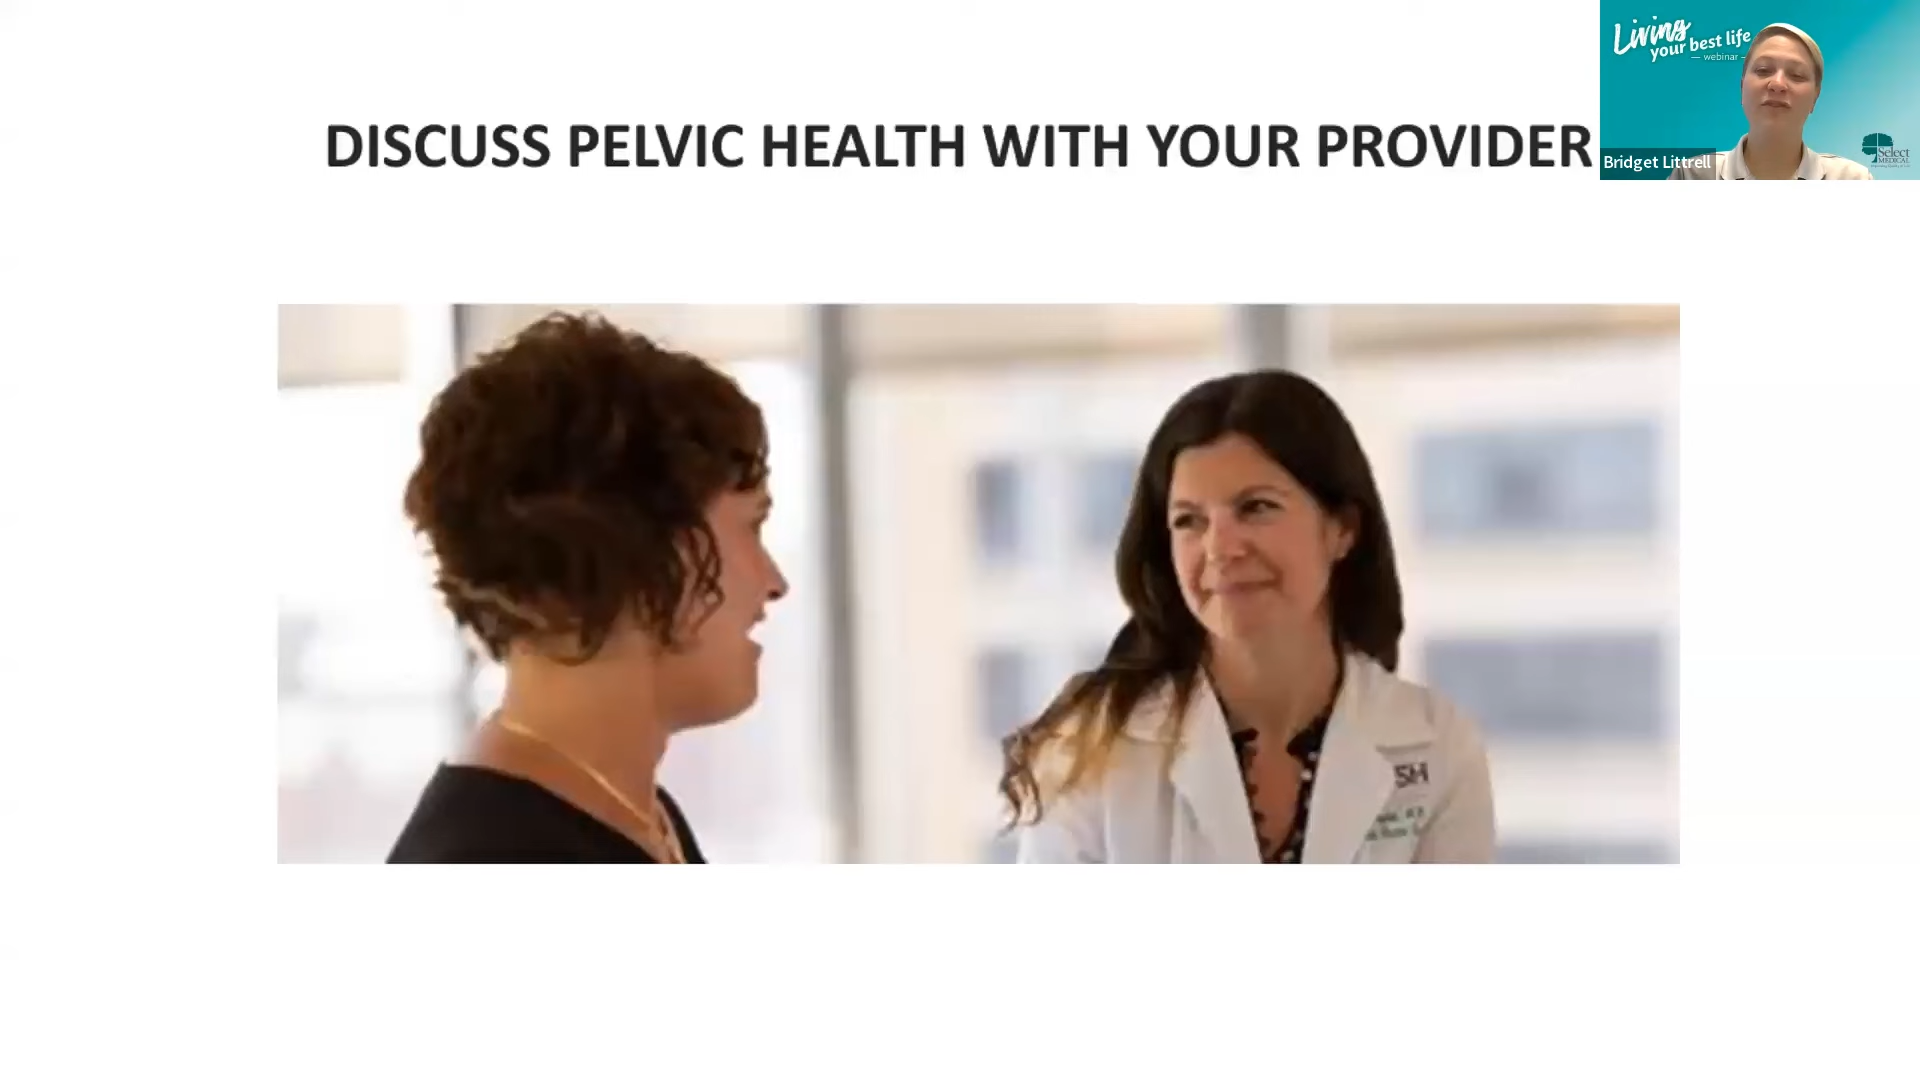 Living
your best life
— webinar –
DISCUSS PELVIC HEALTH WITH YOUR PROVIDER
Bridget Littrell
Select
MEDICAL
SH